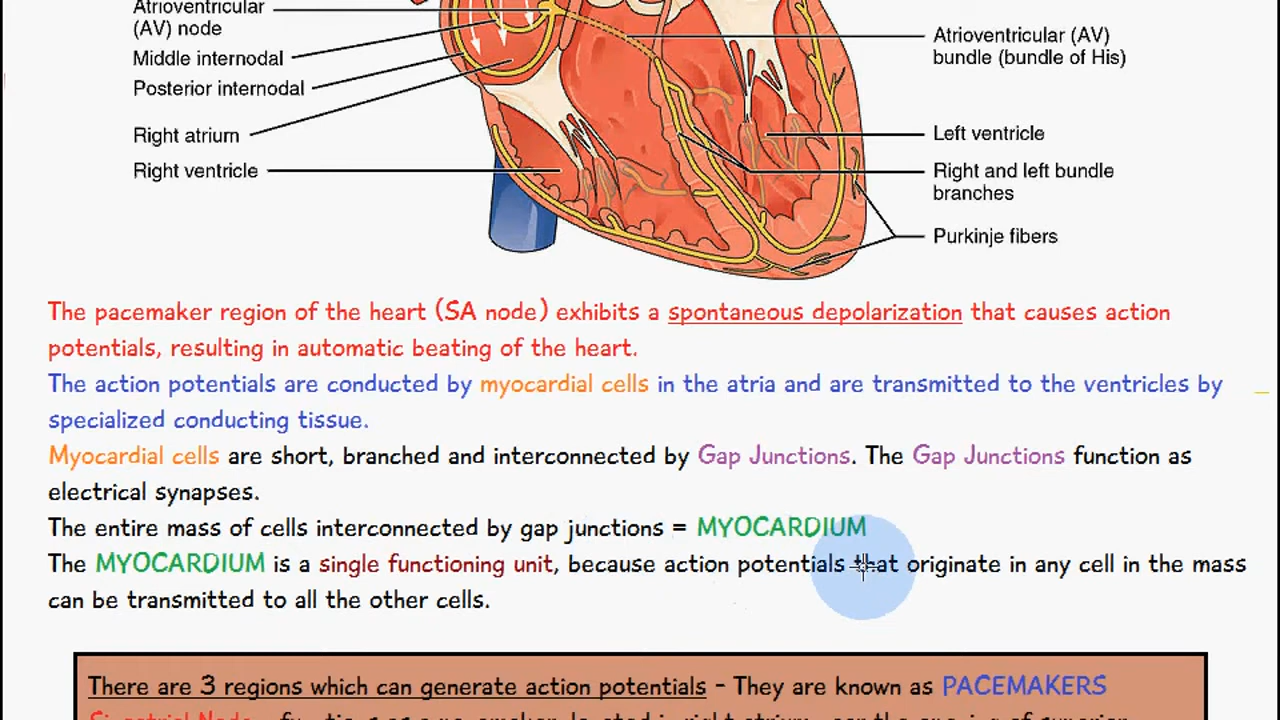 Atrioventricular
(AV) node
Middle internodal
Posterior internodal
Right atrium
Right ventricle
Atrioventricular (AV)
bundle (bundle of His)
Left ventricle
Right and left bundle
branches
Purkinje fibers
The pacemaker region of the heart (SA node) exhibits a spontaneous depolarization that causes action
potentials, resulting in automatic beating of the heart.
The action potentials are conducted by myocardial cells in the atria and are transmitted to the ventricles by
specialized conducting tissue.
Myocardial cells are short, branched and interconnected by Gap Junctions. The Gap Junctions function as
electrical synapses.
The entire mass of cells interconnected by gap junctions = MYOCARDIUM
The MYOCARDIUM is a single functioning unit, because action potentials that originate in any cell in the mass
can be transmitted to all the other cells.
There are 3 regions which can generate action potentials - They are known as PACEMAKERS